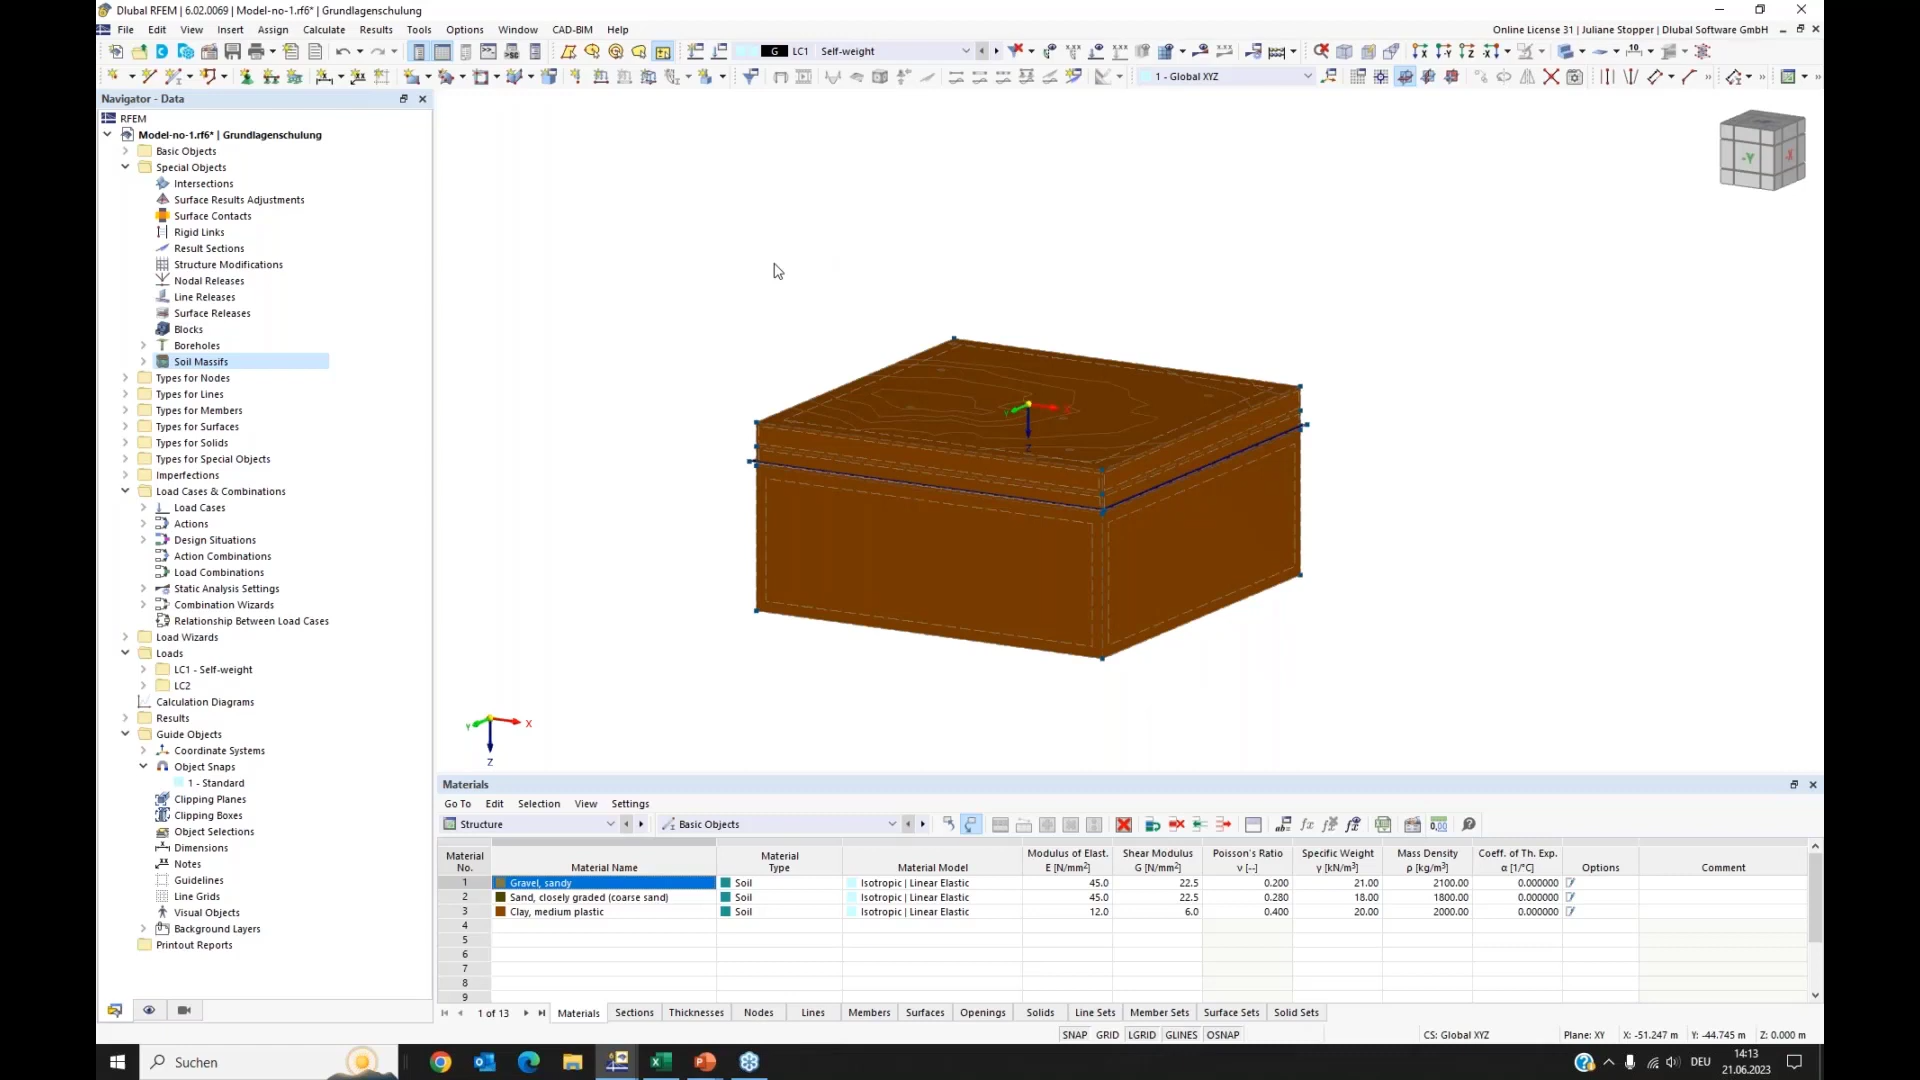 Dlubal RFEM | 6.02.0069 | Model-no-1.rf6* | Grundlagenschulung
File Edit View Insert Assign Calculate Results Tools Options Window CAD-BIM Help
Online License 31 | Juliane Stopper | Dlubal Software GmbH
G LC1 Self-weight
1 - Global XYZ
Navigator - Data
RFEM
Model-no-1.rf6* | Grundlagenschulung
Basic Objects
Special Objects
Intersections
Surface Results Adjustments
Surface Contacts
Rigid Links
Result Sections
Structure Modifications
Nodal Releases
Line Releases
Surface Releases
Blocks
Boreholes
Soil Massifs
Types for Nodes
Types for Lines
Types for Members
Types for Surfaces
Types for Solids
Types for Special Objects
Imperfections
Load Cases & Combinations
Load Cases
Actions
Design Situations
Action Combinations
Load Combinations
Static Analysis Settings
Combination Wizards
Relationship Between Load Cases
Load Wizards
Loads
LC1 - Self-weight
LC2
Calculation Diagrams
Results
Guide Objects
Coordinate Systems
Object Snaps
1 - Standard
Clipping Planes
Clipping Boxes
Object Selections
Dimensions
Notes
Guidelines
Line Grids
Visual Objects
Background Layers
Printout Reports
-Y X
Y X
Z
Y X
Z
Materials
Go To Edit Selection View Settings
Structure Basic Objects
Material No. Material Name Material Type Material Model Modulus of Elast. E [N/mm²] Shear Modulus G [N/mm²] Poisson's Ratio ν [--] Specific Weight γ [kN/m³] Mass Density ρ [kg/m³] Coeff. of Th. Exp. α [1/°C] Options Comment
1 Gravel, sandy Soil Isotropic | Linear Elastic 45.0 22.5 0.200 21.00 2100.00 0.000000
2 Sand, closely graded (coarse sand) Soil Isotropic | Linear Elastic 45.0 22.5 0.280 18.00 1800.00 0.000000
3 Clay, medium plastic Soil Isotropic | Linear Elastic 12.0 6.0 0.400 20.00 2000.00 0.000000
4
5
6
7
8
9
1 of 13 Materials Sections Thicknesses Nodes Lines Members Surfaces Openings Solids Line Sets Member Sets Surface Sets Solid Sets
SNAP GRID LGRID GLINES OSNAP CS: Global XYZ Plane: XY X: -51.247 m Y: -44.745 m Z: 0.000 m
Suchen
DEU
14:13
21.06.2023